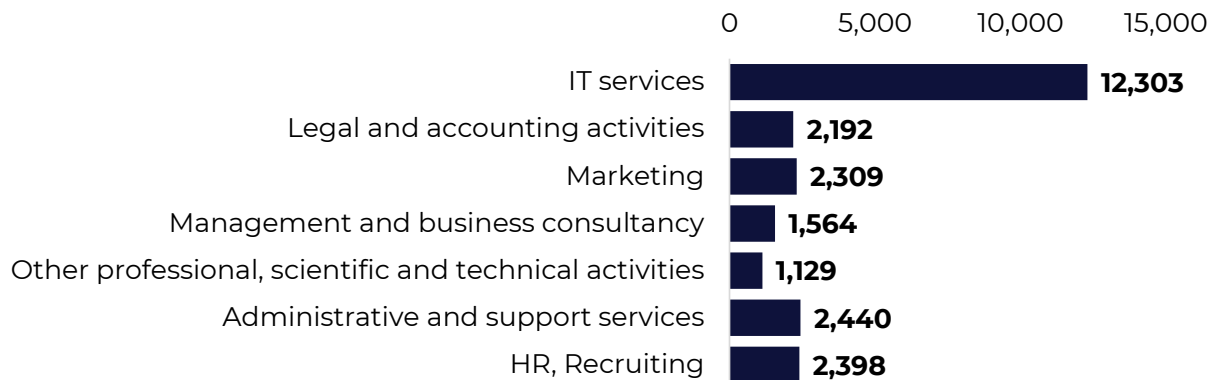 0 5,000 10,000 15,000
IT services 12,303
Legal and accounting activities 2,192
Marketing 2,309
Management and business consultancy 1,564
Other professional, scientific and technical activities 1,129
Administrative and support services 2,440
HR, Recruiting 2,398